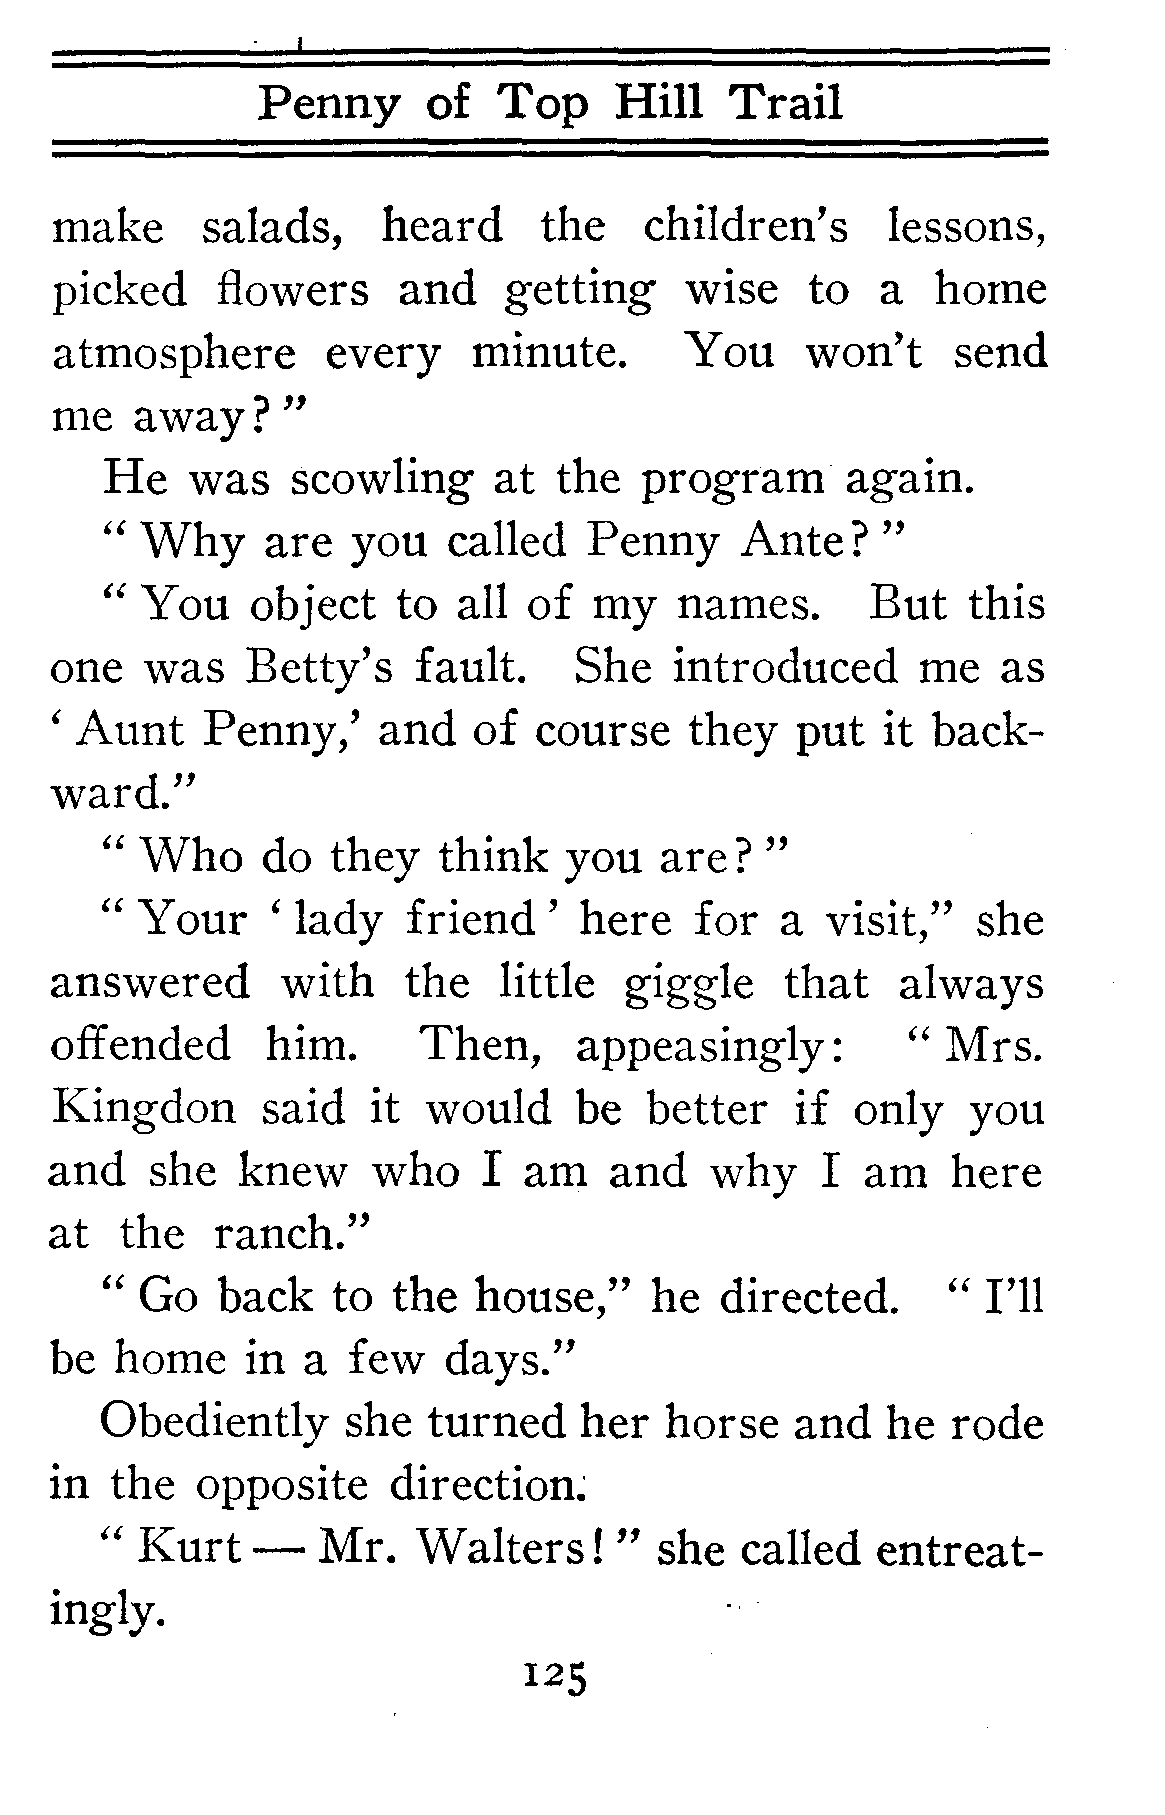 Penny of Top Hill Trail
make salads, heard the children's lessons,
picked flowers and getting wise to a home
atmosphere every minute. You won't send
me away?"
He was scowling at the program again.
"Why are you called Penny Ante?"
"You object to all of my names. But this
one was Betty's fault. She introduced me as
'Aunt Penny,' and of course they put it back-
ward."
"Who do they think you are?"
"Your 'lady friend' here for a visit," she
answered with the little giggle that always
offended him. Then, appeasingly: "Mrs.
Kingdon said it would be better if only you
and she knew who I am and why I am here
at the ranch."
"Go back to the house," he directed. "I'll
be home in a few days."
Obediently she turned her horse and he rode
in the opposite direction.
"Kurt — Mr. Walters!" she called entreat-
ingly.
125